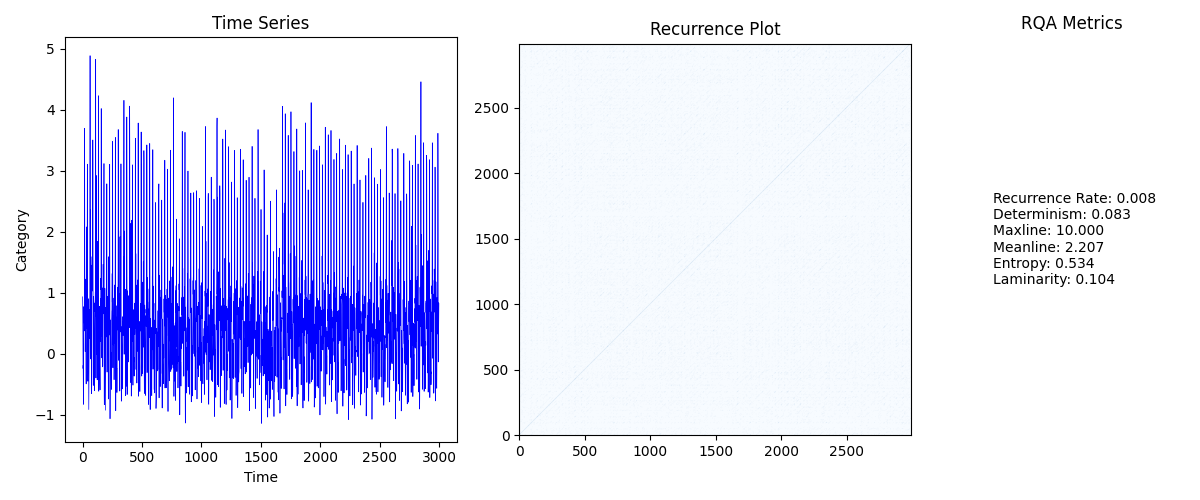 Time Series
5
4
3
2
1
0
−1
Category
0 500 1000 1500 2000 2500 3000
Time
Recurrence Plot
2500
2000
1500
1000
500
0
0 500 1000 1500 2000 2500
RQA Metrics
Recurrence Rate: 0.008
Determinism: 0.083
Maxline: 10.000
Meanline: 2.207
Entropy: 0.534
Laminarity: 0.104